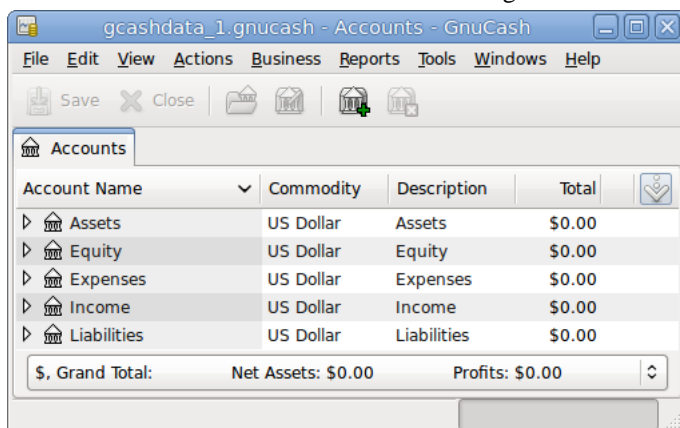 gcashdata_1.gnucash - Accounts - GnuCash
File Edit View Actions Business Reports Tools Windows Help
Save Close
Accounts
Account Name Commodity Description Total
Assets US Dollar Assets $0.00
Equity US Dollar Equity $0.00
Expenses US Dollar Expenses $0.00
Income US Dollar Income $0.00
Liabilities US Dollar Liabilities $0.00
$, Grand Total: Net Assets: $0.00 Profits: $0.00